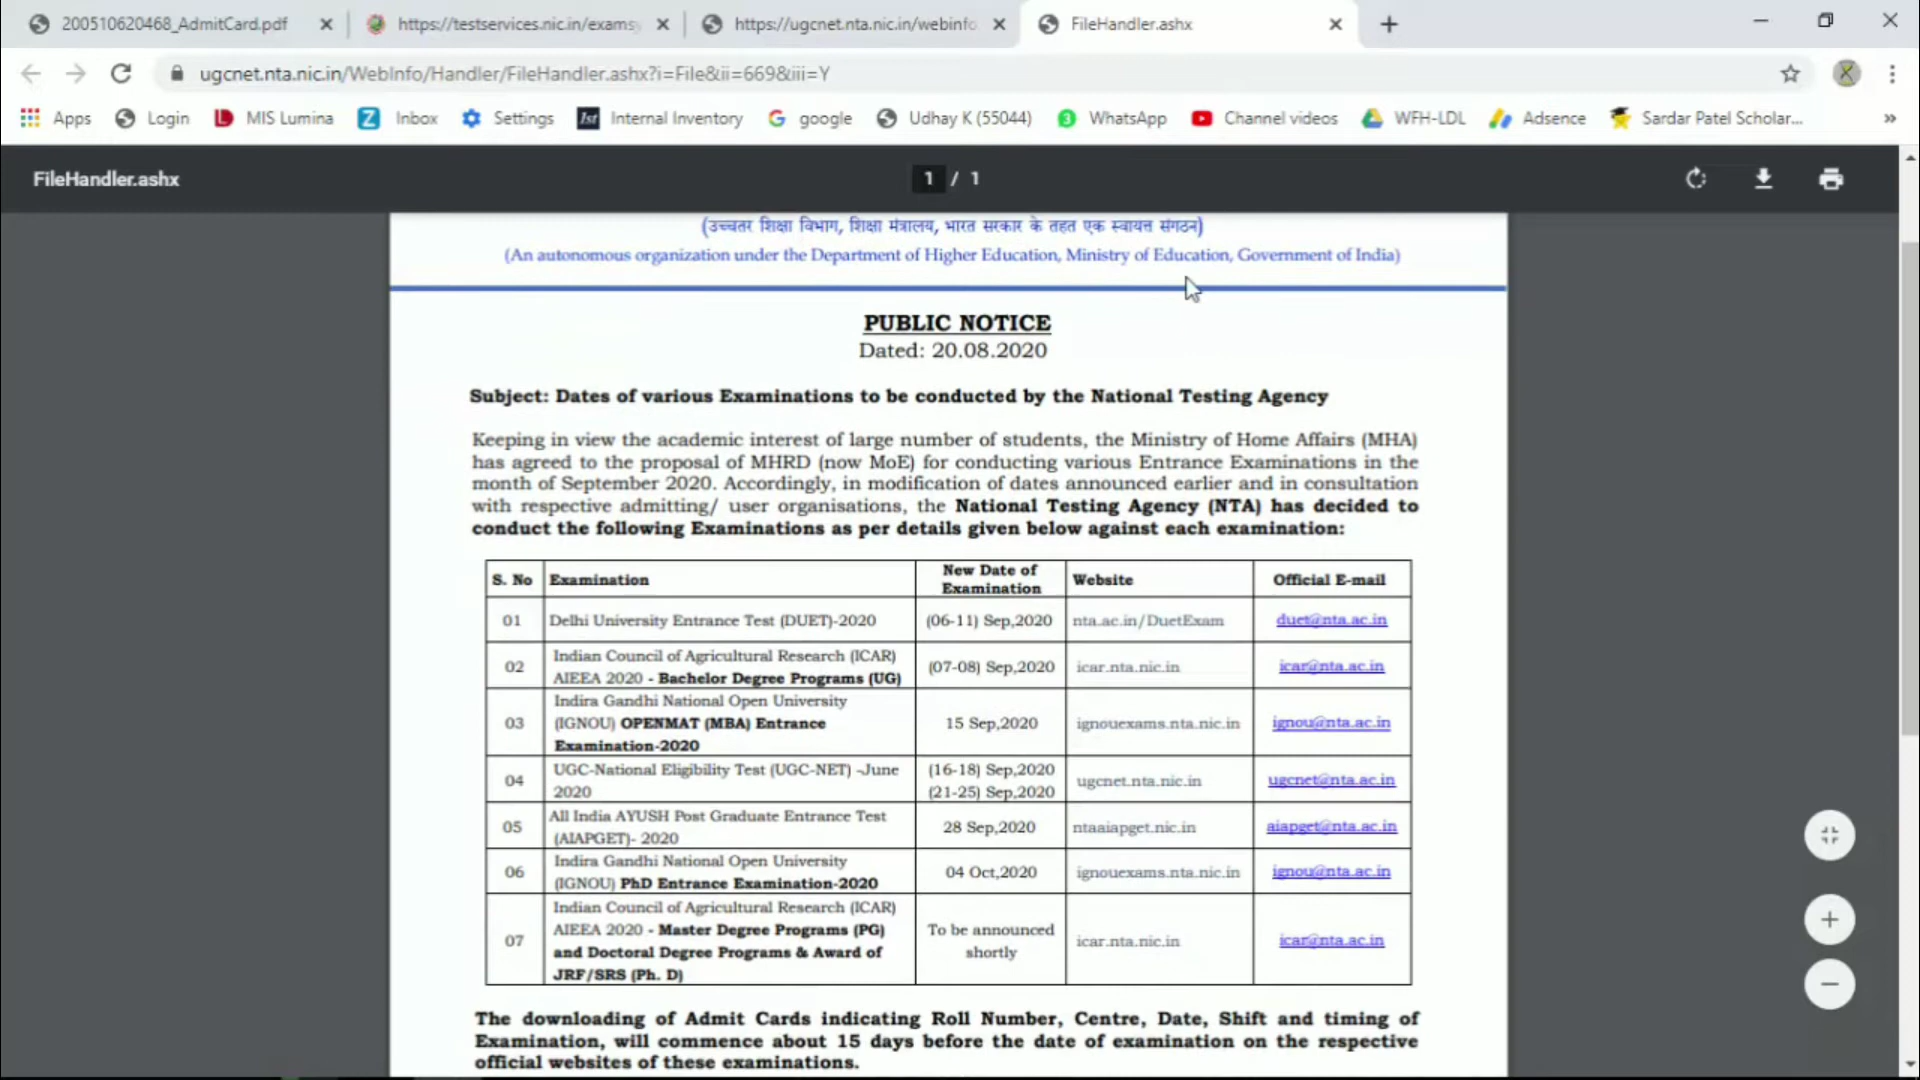 200510620468_AdmitCard.pdf
https://testservices.nic.in/examsy
https://ugcnet.nta.nic.in/webinfo
FileHandler.ashx
ugcnet.nta.nic.in/WebInfo/Handler/FileHandler.ashx?i=File&ii=669&iii=Y
Apps Login MIS Lumina Inbox Settings Internal Inventory google Udhay K (55044) WhatsApp Channel videos WFH-LDL Adsence Sardar Patel Scholar... »
FileHandler.ashx 1 / 1
(उच्चतर शिक्षा विभाग, शिक्षा मंत्रालय, भारत सरकार के तहत एक स्वायत्त संगठन)
(An autonomous organization under the Department of Higher Education, Ministry of Education, Government of India)
PUBLIC NOTICE
Dated: 20.08.2020
Subject: Dates of various Examinations to be conducted by the National Testing Agency
Keeping in view the academic interest of large number of students, the Ministry of Home Affairs (MHA)
has agreed to the proposal of MHRD (now MoE) for conducting various Entrance Examinations in the
month of September 2020. Accordingly, in modification of dates announced earlier and in consultation
with respective admitting/ user organisations, the National Testing Agency (NTA) has decided to
conduct the following Examinations as per details given below against each examination:
S. No Examination New Date of Examination Website Official E-mail
01 Delhi University Entrance Test (DUET)-2020 (06-11) Sep,2020 nta.ac.in/DuetExam duet@nta.ac.in
02 Indian Council of Agricultural Research (ICAR)
AIEEA 2020 - Bachelor Degree Programs (UG) (07-08) Sep,2020 icar.nta.nic.in icar@nta.ac.in
03 Indira Gandhi National Open University
(IGNOU) OPENMAT (MBA) Entrance
Examination-2020 15 Sep,2020 ignouexams.nta.nic.in ignou@nta.ac.in
04 UGC-National Eligibility Test (UGC-NET) -June
2020 (16-18) Sep,2020
(21-25) Sep,2020 ugcnet.nta.nic.in ugcnet@nta.ac.in
05 All India AYUSH Post Graduate Entrance Test
(AIAPGET)- 2020 28 Sep,2020 ntaaiapget.nic.in aiapget@nta.ac.in
06 Indira Gandhi National Open University
(IGNOU) PhD Entrance Examination-2020 04 Oct,2020 ignouexams.nta.nic.in ignou@nta.ac.in
07 Indian Council of Agricultural Research (ICAR)
AIEEA 2020 - Master Degree Programs (PG)
and Doctoral Degree Programs & Award of
JRF/SRS (Ph. D) To be announced
shortly icar.nta.nic.in icar@nta.ac.in
The downloading of Admit Cards indicating Roll Number, Centre, Date, Shift and timing of
Examination, will commence about 15 days before the date of examination on the respective
official websites of these examinations.